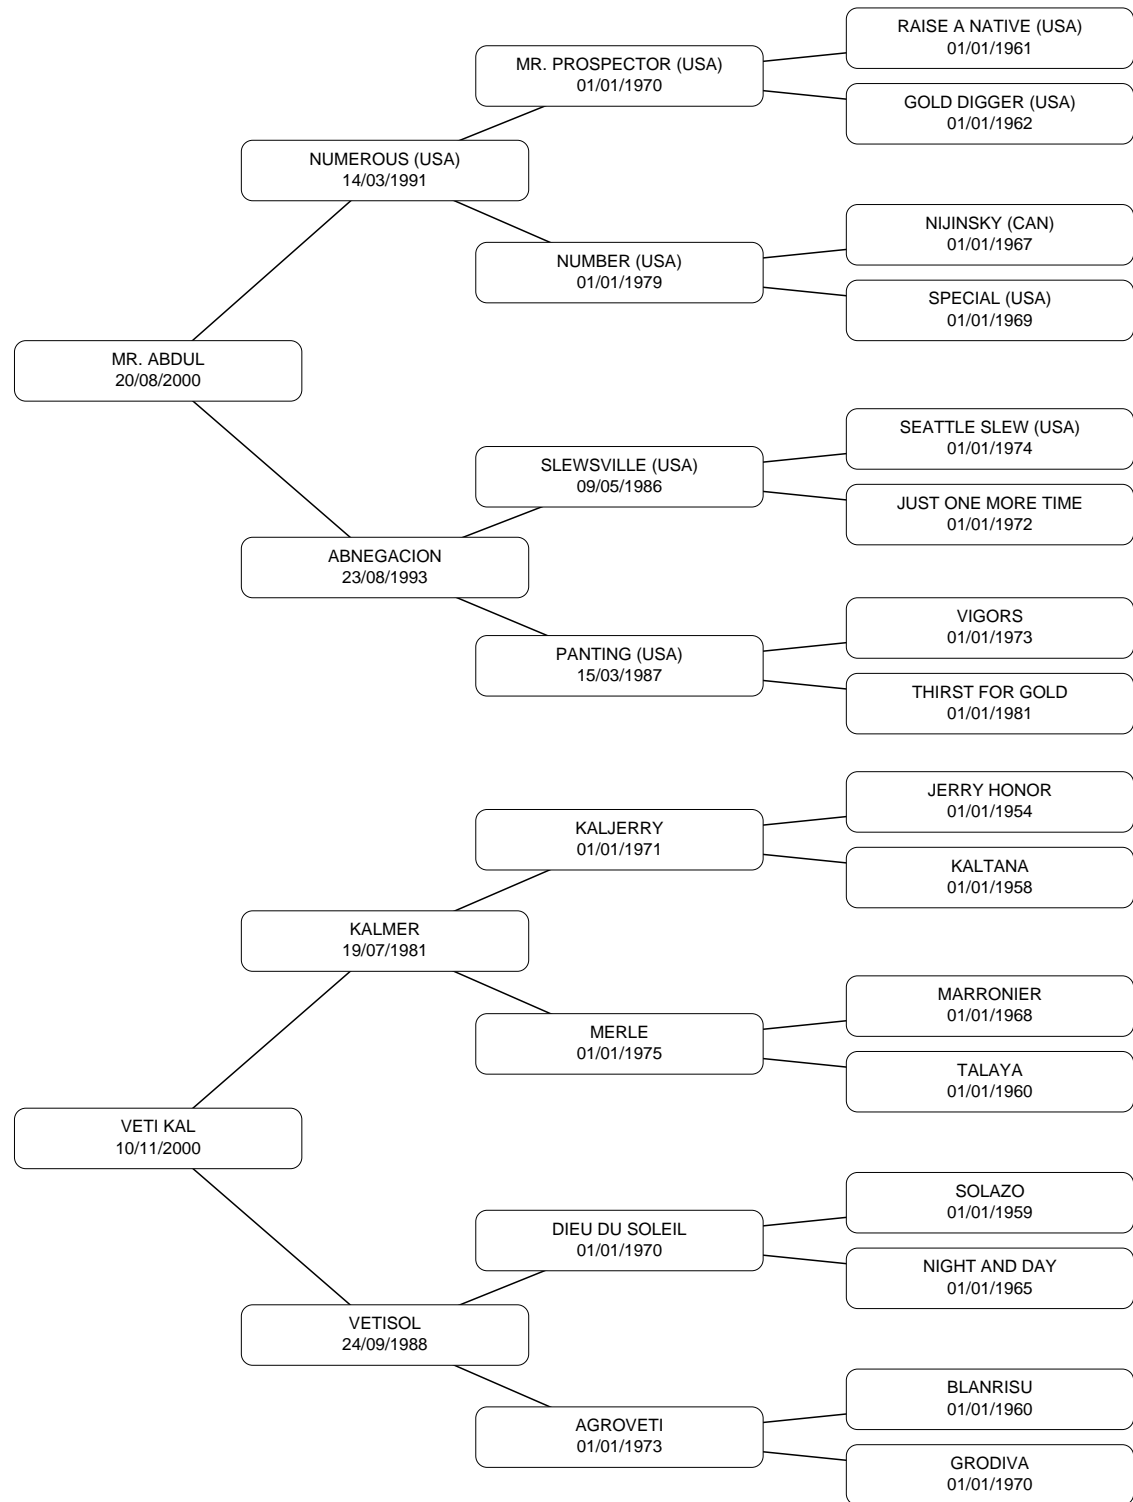 RAISE A NATIVE (USA)
01/01/1961
MR. PROSPECTOR (USA)
01/01/1970
GOLD DIGGER (USA)
01/01/1962
NUMEROUS (USA)
14/03/1991
NIJINSKY (CAN)
01/01/1967
NUMBER (USA)
01/01/1979
SPECIAL (USA)
01/01/1969
MR. ABDUL
20/08/2000
SEATTLE SLEW (USA)
01/01/1974
SLEWSVILLE (USA)
09/05/1986
JUST ONE MORE TIME
01/01/1972
ABNEGACION
23/08/1993
VIGORS
01/01/1973
PANTING (USA)
15/03/1987
THIRST FOR GOLD
01/01/1981
JERRY HONOR
01/01/1954
KALJERRY
01/01/1971
KALTANA
01/01/1958
KALMER
19/07/1981
MARRONIER
01/01/1968
MERLE
01/01/1975
TALAYA
01/01/1960
VETI KAL
10/11/2000
SOLAZO
01/01/1959
DIEU DU SOLEIL
01/01/1970
NIGHT AND DAY
01/01/1965
VETISOL
24/09/1988
BLANRISU
01/01/1960
AGROVETI
01/01/1973
GRODIVA
01/01/1970